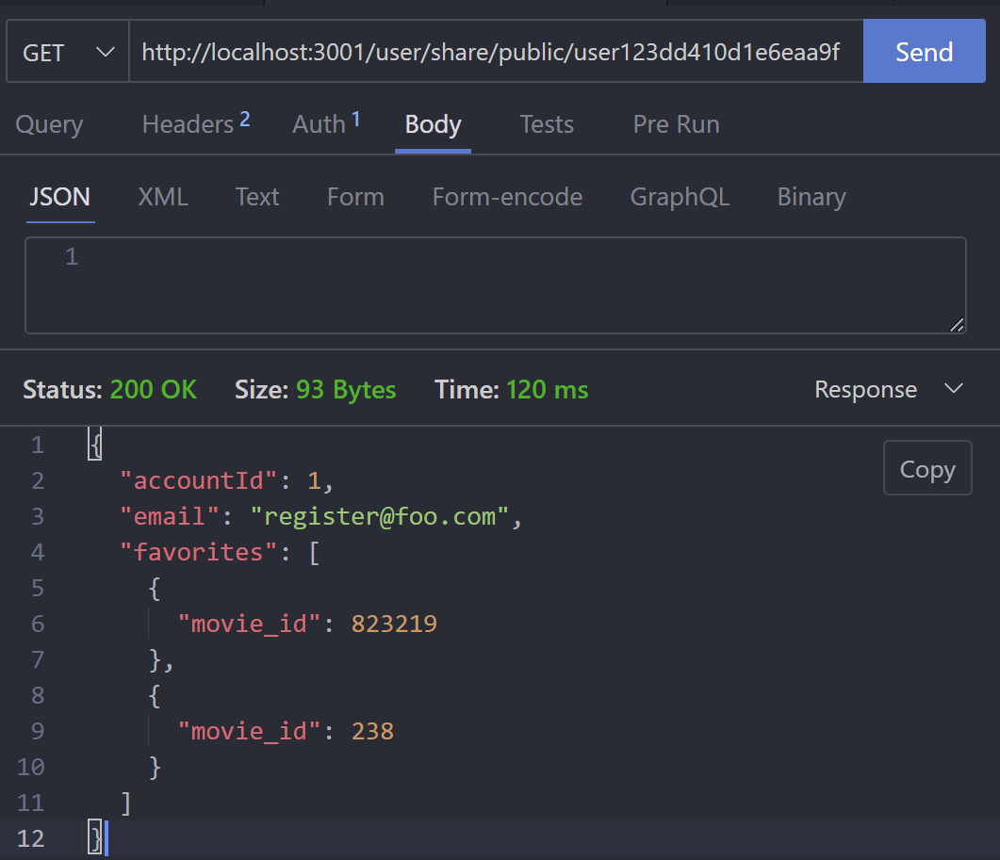 GET http://localhost:3001/user/share/public/user123dd410d1e6eaa9f Send
Query Headers 2 Auth 1 Body Tests Pre Run
JSON XML Text Form Form-encode GraphQL Binary
1
Status: 200 OK Size: 93 Bytes Time: 120 ms Response
1 {
Copy
2 "accountId": 1,
3 "email": "register@foo.com",
4 "favorites": [
5 {
6 "movie_id": 823219
7 },
8 {
9 "movie_id": 238
10 }
11 ]
12 }